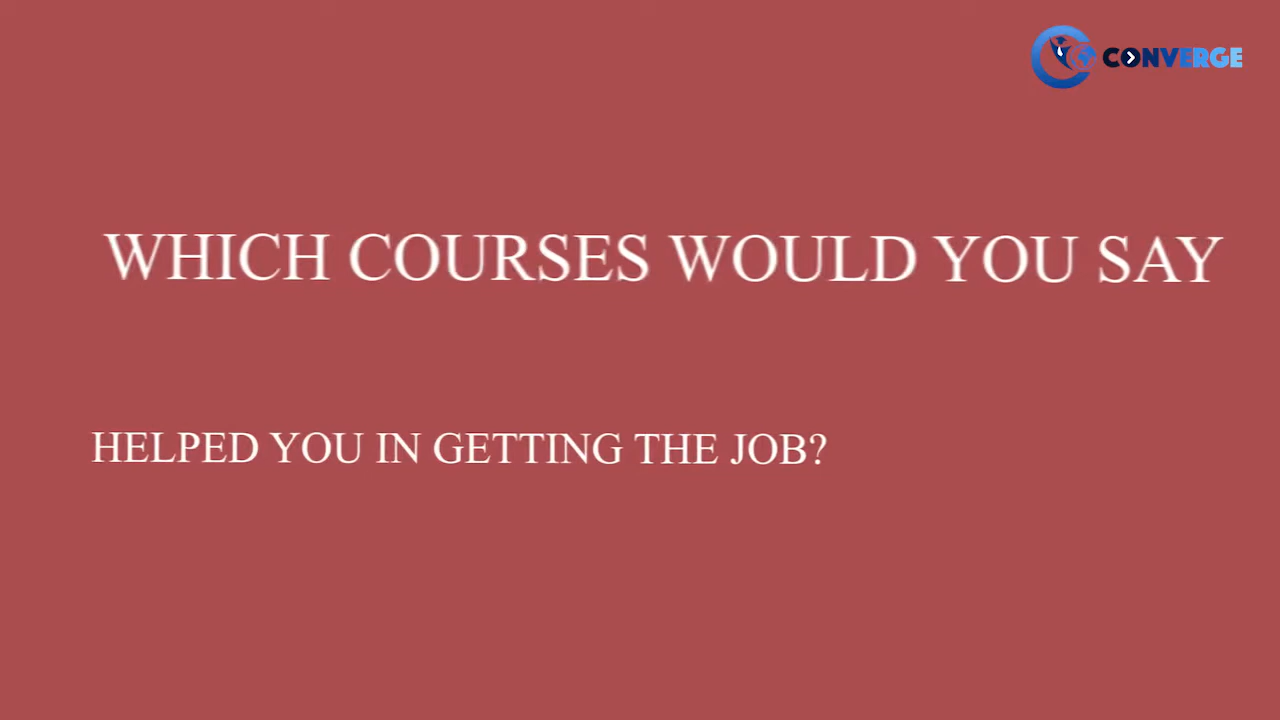 CONVERGE
WHICH COURSES WOULD YOU SAY
HELPED YOU IN GETTING THE JOB?